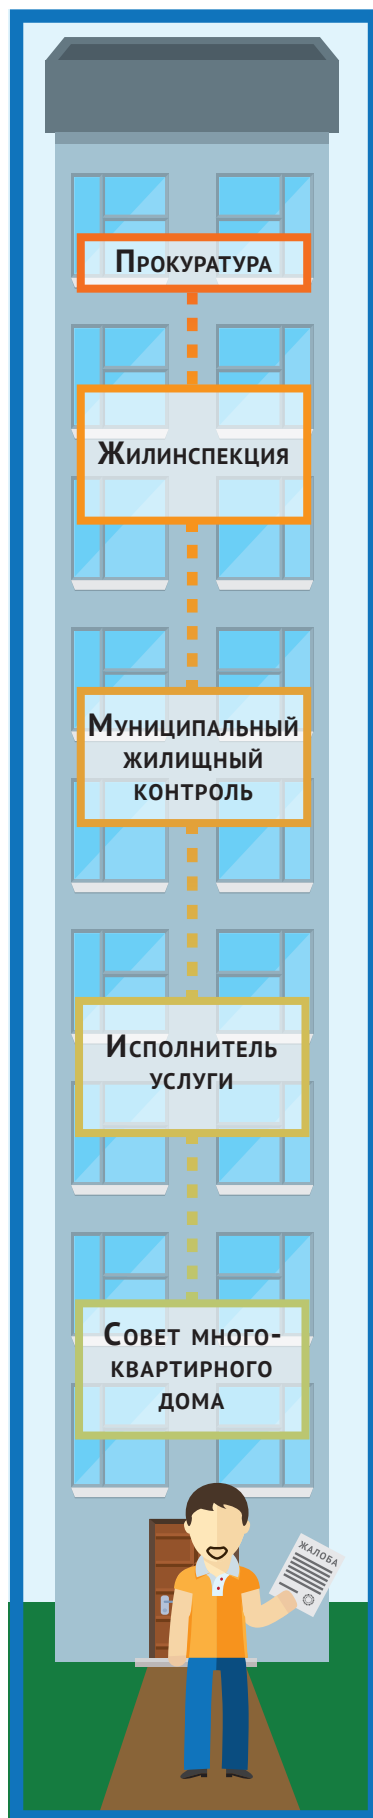 Прокуратура
Жилинспекция
Муниципальный
жилищный
контроль
Исполнитель
услуги
Совет много-
квартирного
дома
ЖАЛОБА